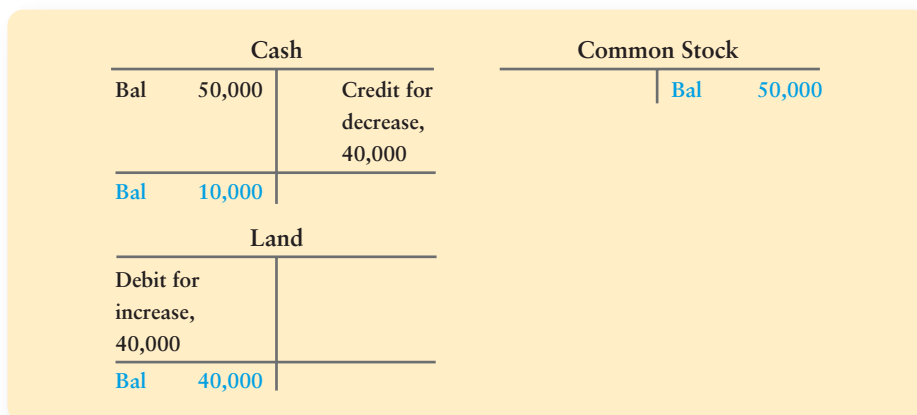 Cash
Bal 50,000 Credit for
decrease,
40,000
Bal 10,000
Land
Debit for
increase,
40,000
Bal 40,000
Common Stock
Bal 50,000